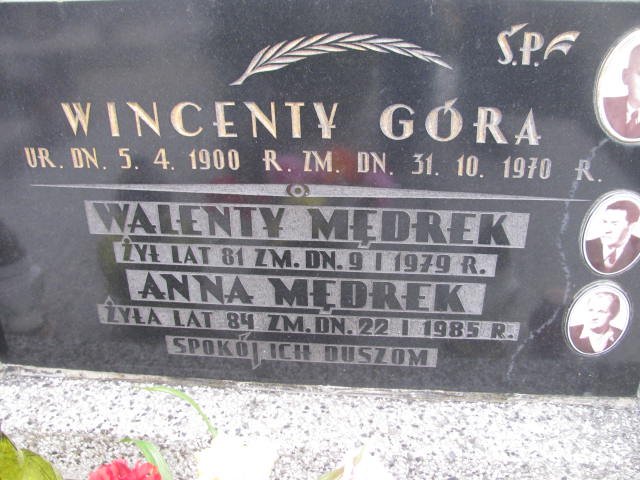 Ś.P.
WINCENTY GÓRA
UR. DN. 5. 4. 1900 R. ZM. DN. 31. 10. 1970 R.
WALENTY MĘDREK
ŻYŁ LAT 81 ZM. DN. 9 I 1979 R.
ANNA MĘDREK
ŻYŁA LAT 84 ZM. DN. 22 I 1985 R.
SPOKÓJ ICH DUSZOM